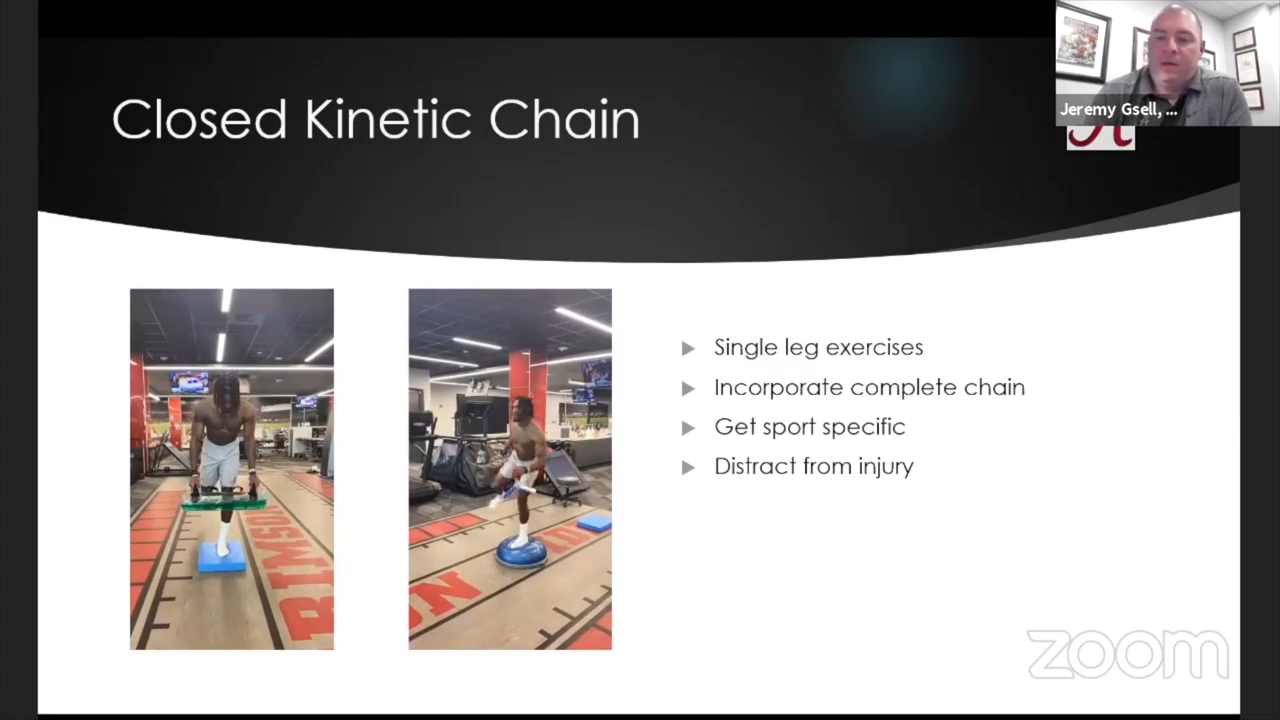 Closed Kinetic Chain
Jeremy Gsell, ...
A
Single leg exercises
Incorporate complete chain
Get sport specific
Distract from injury
zoom